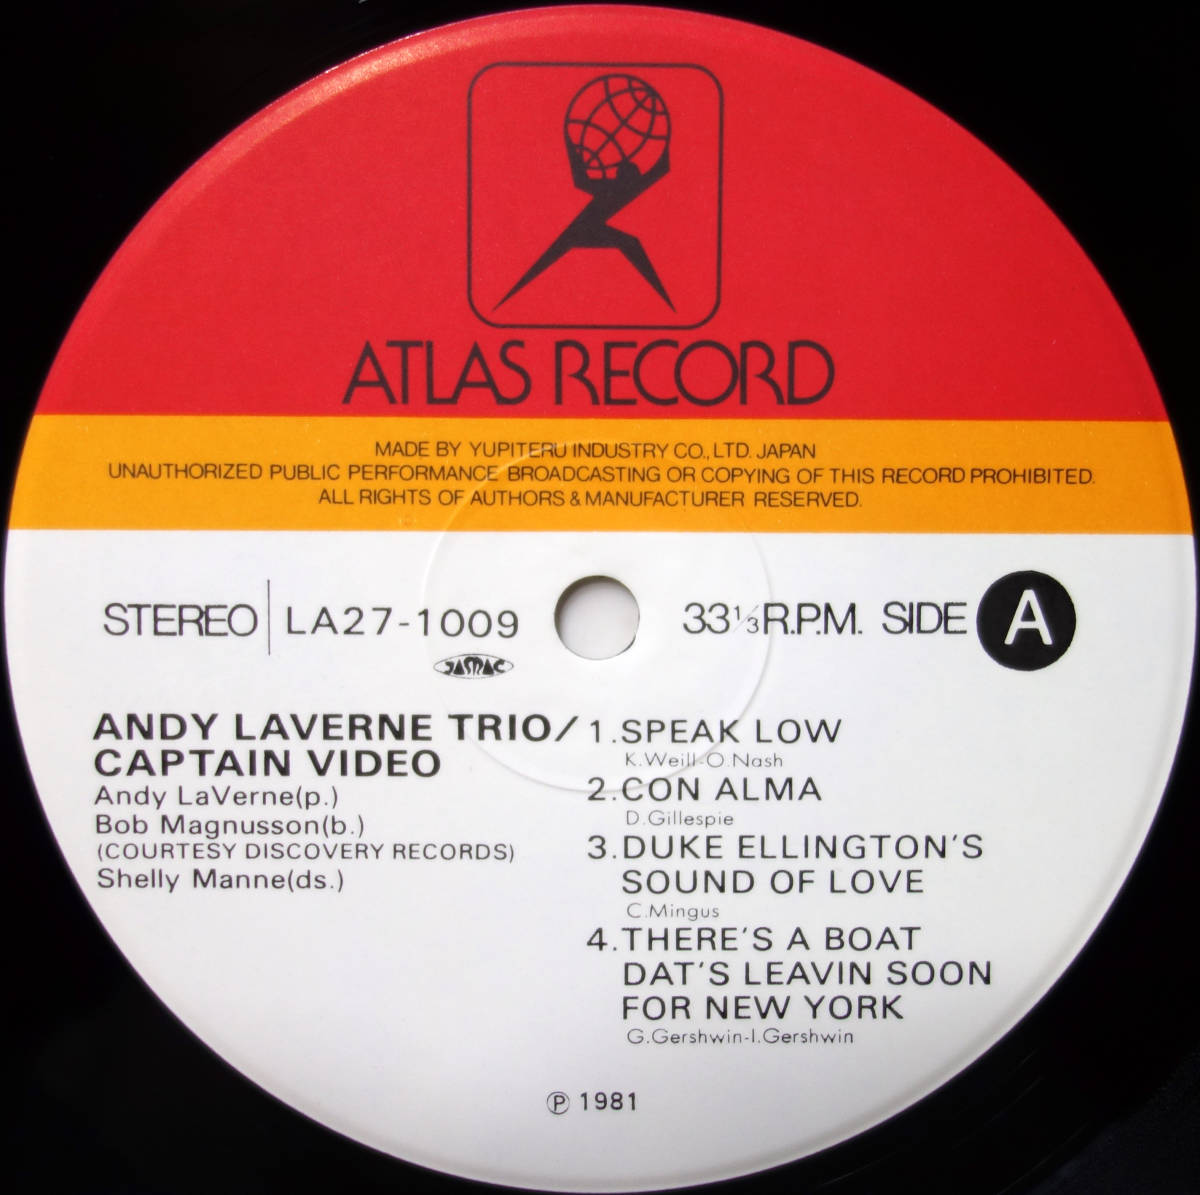 ATLAS RECORD
MADE BY YUPITERU INDUSTRY CO., LTD. JAPAN
UNAUTHORIZED PUBLIC PERFORMANCE BROADCASTING OR COPYING OF THIS RECORD PROHIBITED.
ALL RIGHTS OF AUTHORS & MANUFACTURER RESERVED.
STEREO LA27-1009 33⅓ R.P.M. SIDE A
JASRAC
ANDY LAVERNE TRIO/
CAPTAIN VIDEO
Andy LaVerne(p.)
Bob Magnusson(b.)
(COURTESY DISCOVERY RECORDS)
Shelly Manne(ds.)
1.SPEAK LOW
K.Weill-O.Nash
2.CON ALMA
D.Gillespie
3.DUKE ELLINGTON'S
SOUND OF LOVE
C.Mingus
4.THERE'S A BOAT
DAT'S LEAVIN SOON
FOR NEW YORK
G.Gershwin-I.Gershwin
Ⓟ 1981